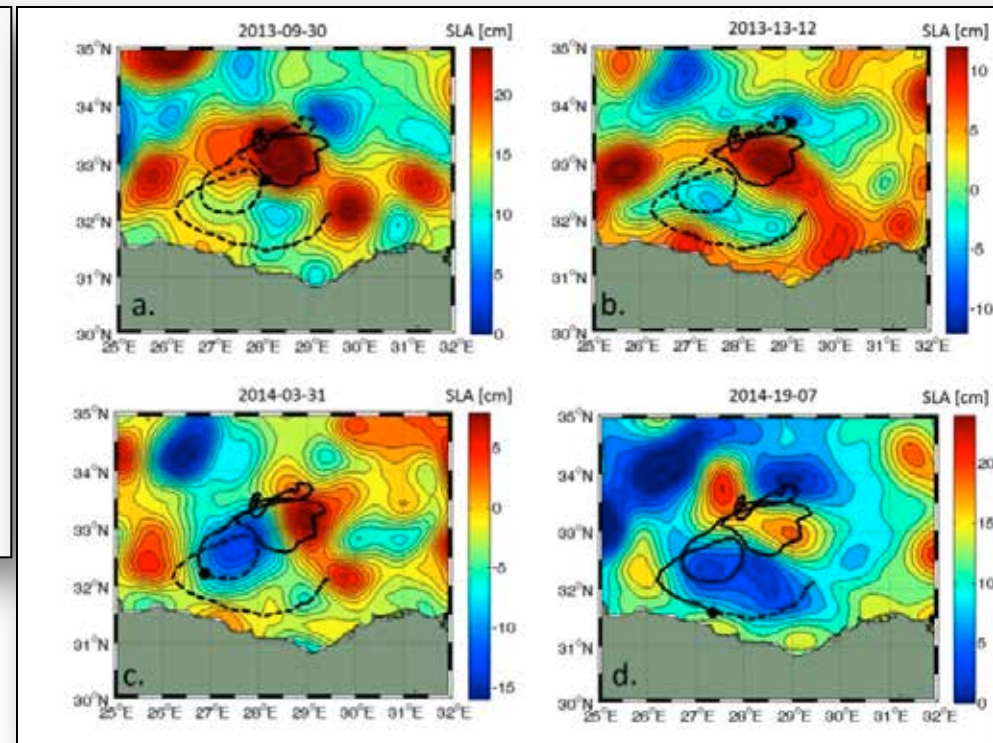 2013-09-30 SLA [cm]
35°N
34°N
33°N
32°N
31°N
30°N
25°E 26°E 27°E 28°E 29°E 30°E 31°E 32°E
20
15
10
5
0
a.
2013-13-12 SLA [cm]
35°N
34°N
33°N
32°N
31°N
30°N
25°E 26°E 27°E 28°E 29°E 30°E 31°E 32°E
10
5
0
-5
-10
b.
2014-03-31 SLA [cm]
35°N
34°N
33°N
32°N
31°N
30°N
25°E 26°E 27°E 28°E 29°E 30°E 31°E 32°E
5
0
-5
-10
-15
c.
2014-19-07 SLA [cm]
35°N
34°N
33°N
32°N
31°N
30°N
25°E 26°E 27°E 28°E 29°E 30°E 31°E 32°E
20
15
10
5
0
d.